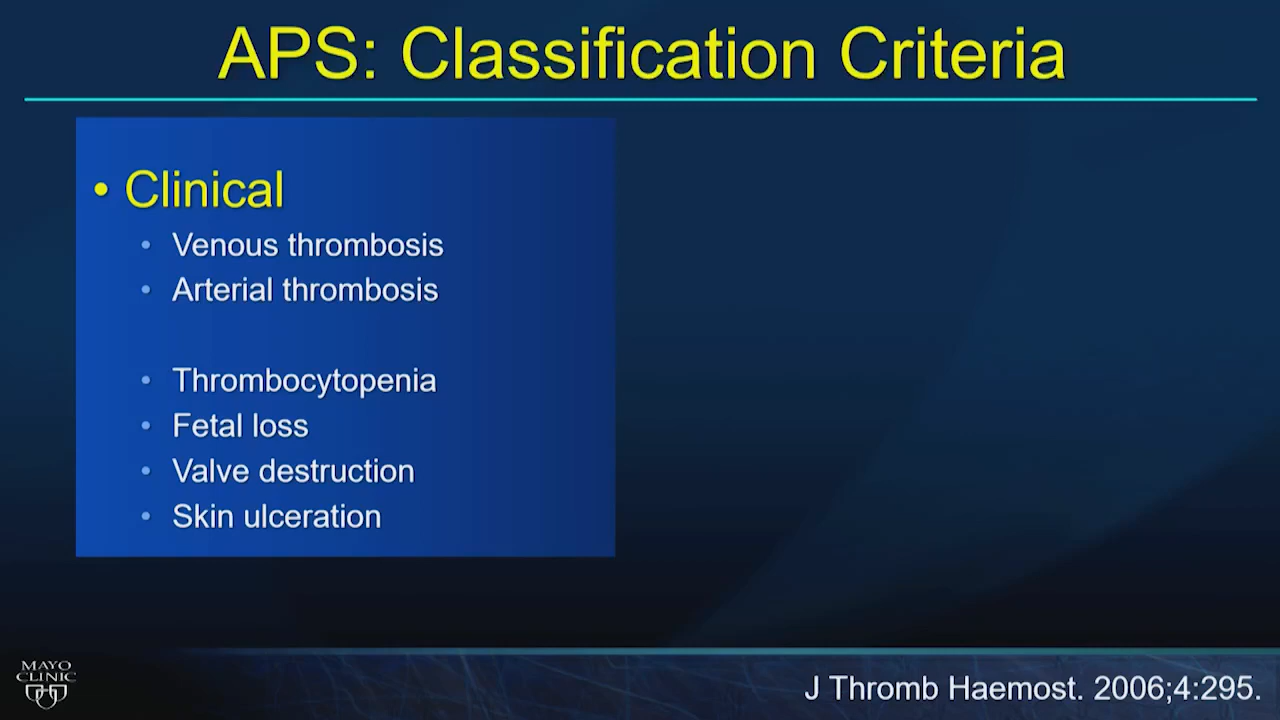 APS: Classification Criteria
• Clinical
• Venous thrombosis
• Arterial thrombosis
• Thrombocytopenia
• Fetal loss
• Valve destruction
• Skin ulceration
MAYO
CLINIC
J Thromb Haemost. 2006;4:295.